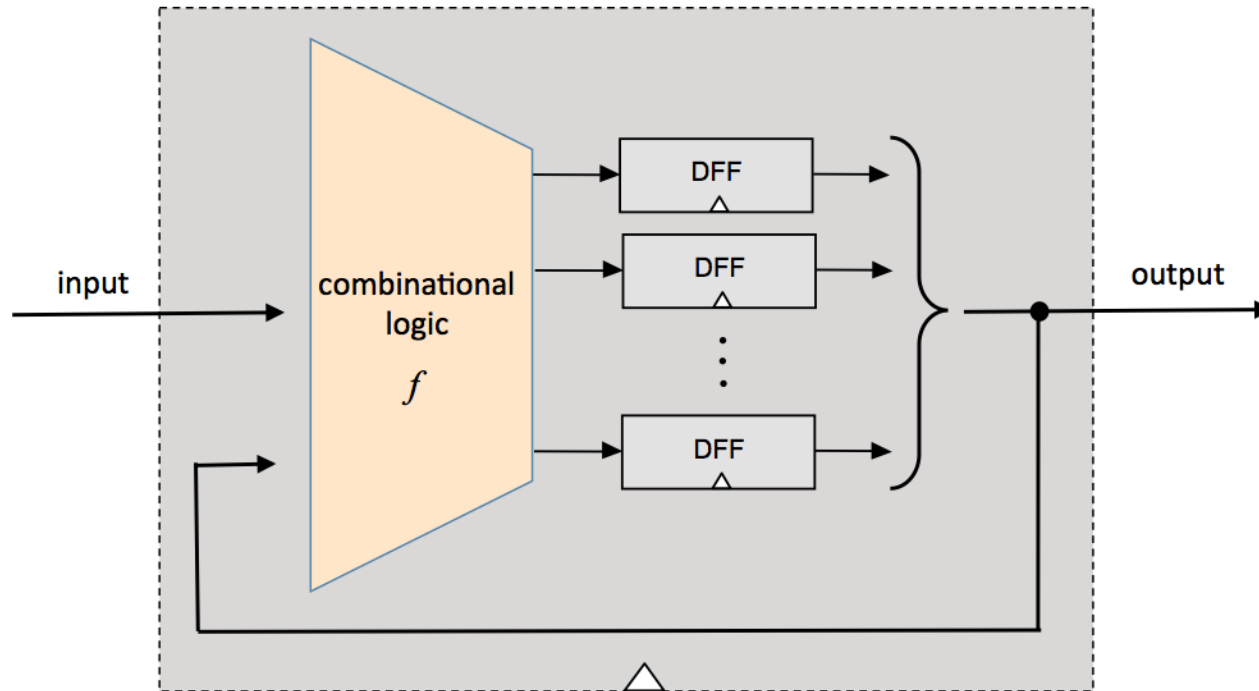 input
combinational
logic
f
DFF
DFF
DFF
output